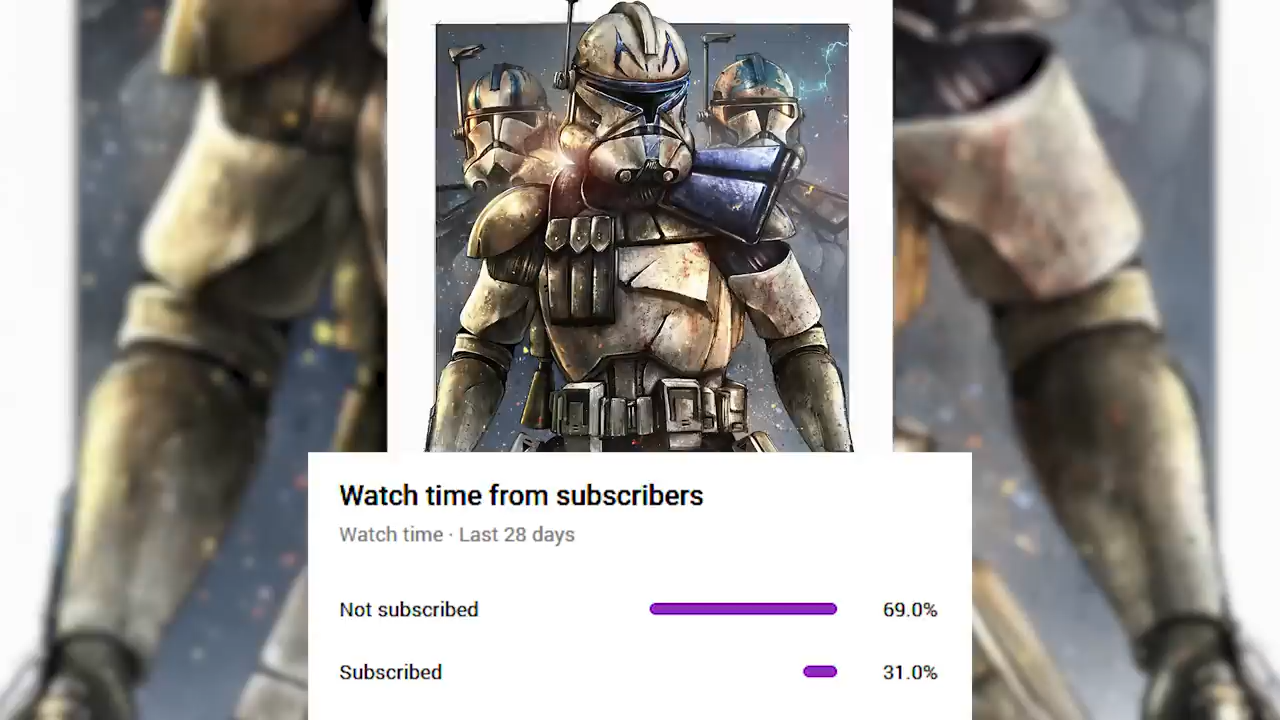 Watch time from subscribers
Watch time · Last 28 days
Not subscribed 69.0%
Subscribed 31.0%